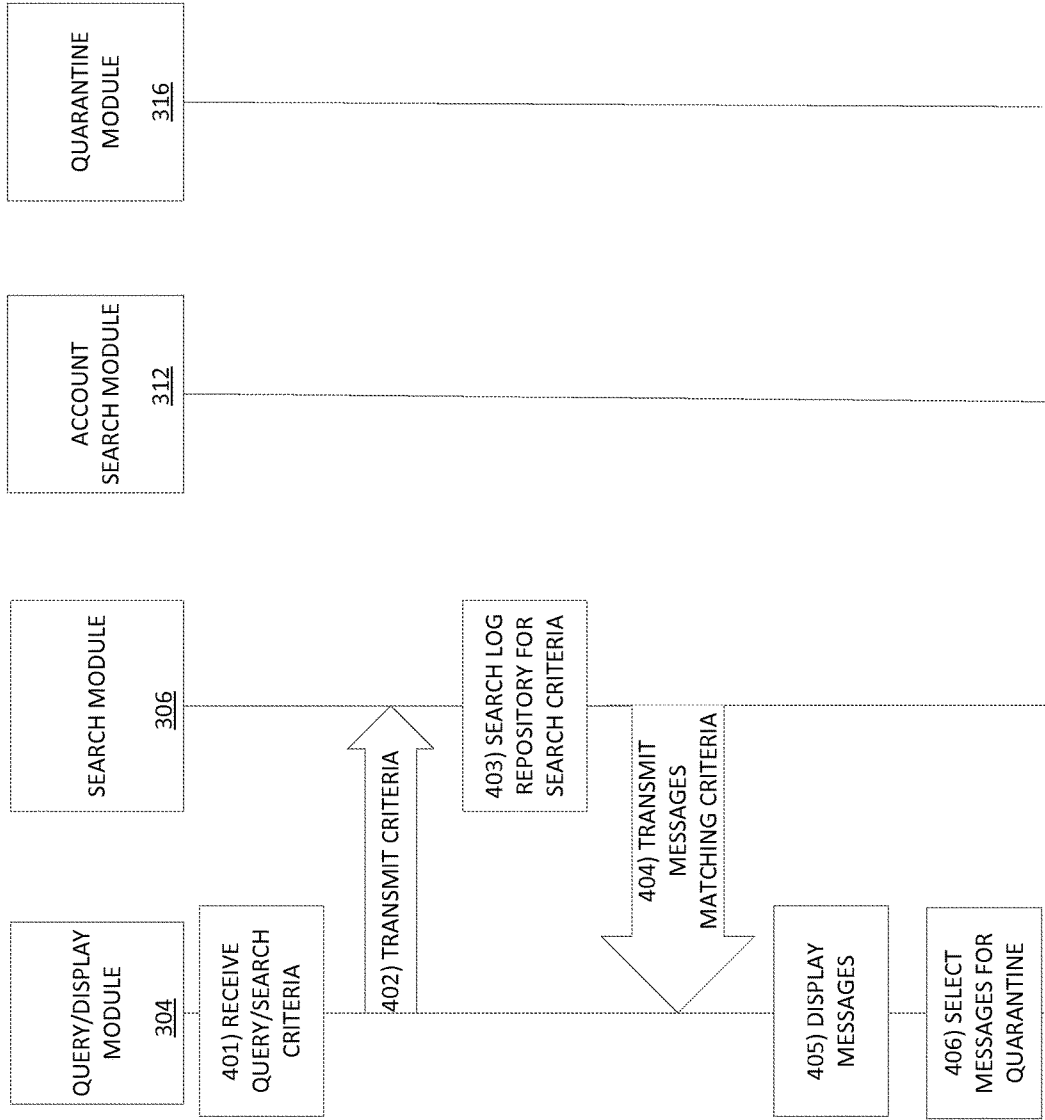 QUERY/DISPLAY
MODULE
304
SEARCH MODULE
306
ACCOUNT
SEARCH MODULE
312
QUARANTINE
MODULE
316
401) RECEIVE
QUERY/SEARCH
CRITERIA
402) TRANSMIT CRITERIA
403) SEARCH LOG
REPOSITORY FOR
SEARCH CRITERIA
404) TRANSMIT
MESSAGES
MATCHING CRITERIA
405) DISPLAY
MESSAGES
406) SELECT
MESSAGES FOR
QUARANTINE